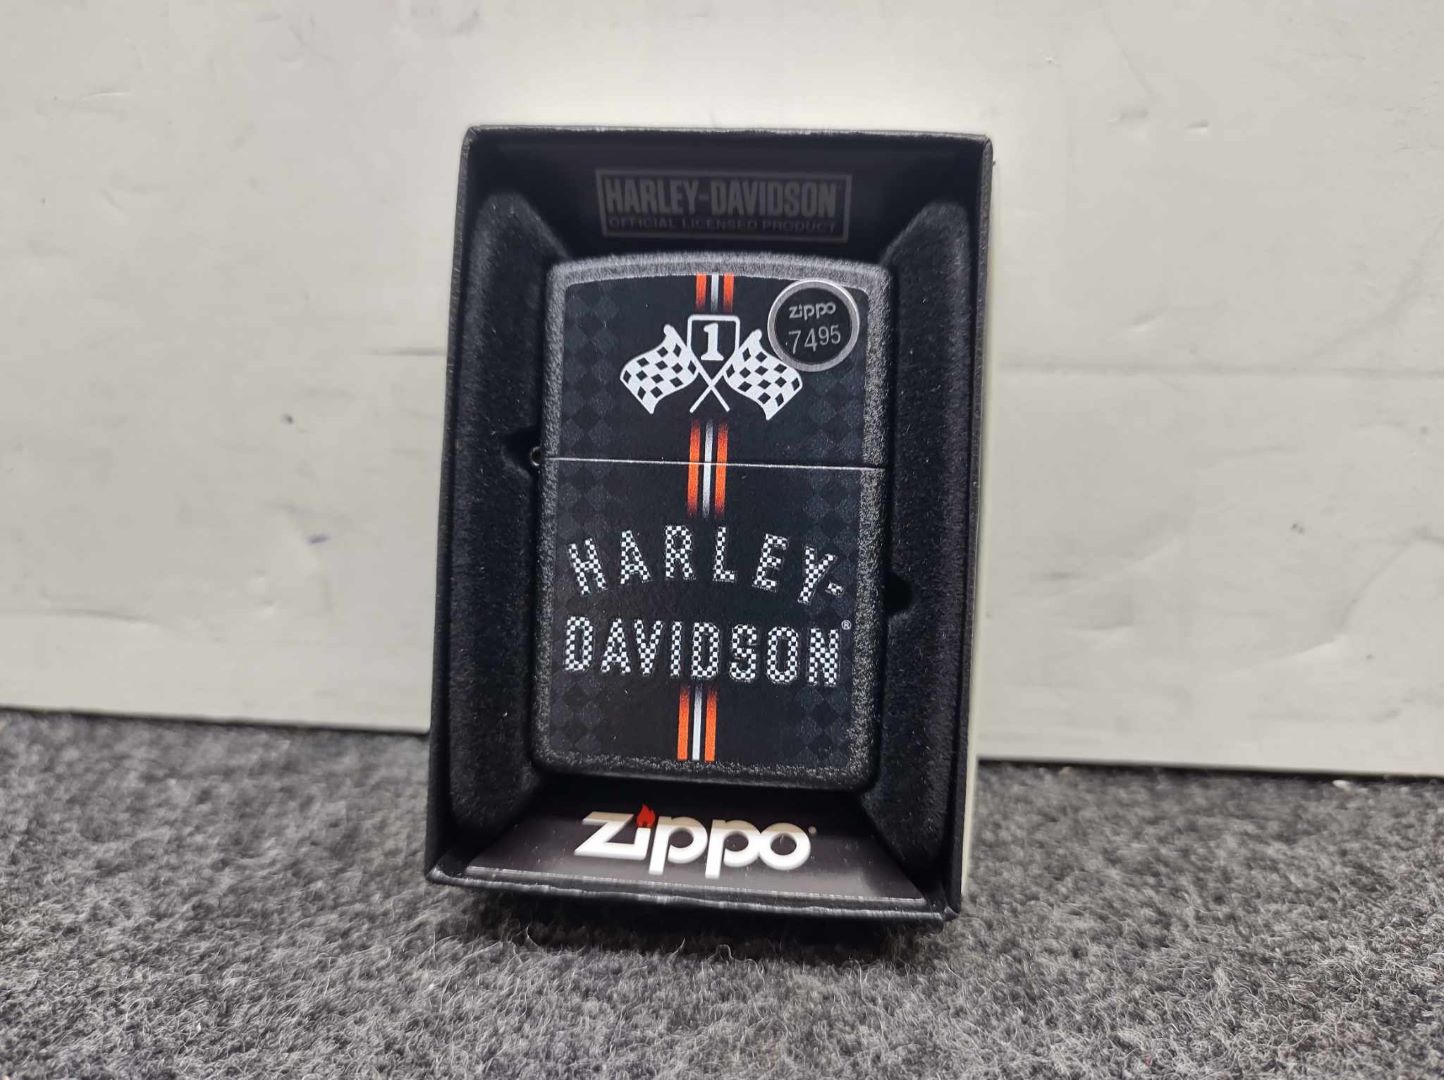 HARLEY-DAVIDSON
OFFICIAL LICENSED PRODUCT
zippo
7495
1
HARLEY-
DAVIDSON®
zippo